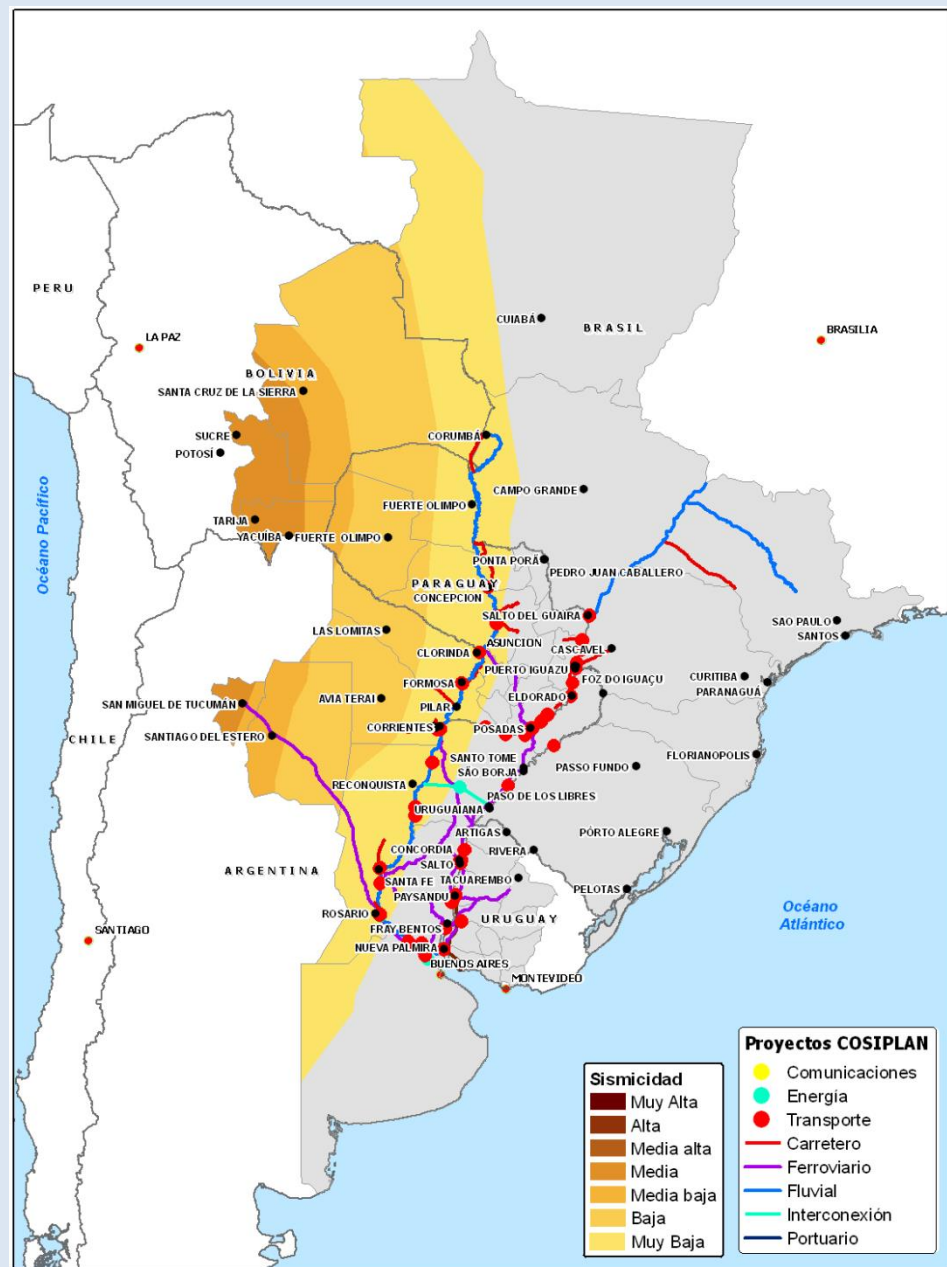 PERU
LA PAZ
BOLIVIA
SANTA CRUZ DE LA SIERRA
SUCRE
POTOSÍ
TARIJA
YACUÍBA
FUERTE OLIMPO
CUIABÁ
BRASIL
BRASILIA
CORUMBÁ
CAMPO GRANDE
FUERTE OLIMPO
PONTA PORÃ
PEDRO JUAN CABALLERO
PARAGUAY
CONCEPCION
SALTO DEL GUAIRA
SAO PAULO
SANTOS
LAS LOMITAS
ASUNCION
CLORINDA
CASCAVEL
PUERTO IGUAZU
FOZ DO IGUAÇU
CURITIBA
PARANAGUÁ
FORMOSA
ELDORADO
AVIA TERAI
PILAR
SAN MIGUEL DE TUCUMÁN
SANTIAGO DEL ESTERO
CHILE
CORRIENTES
POSADAS
FLORIANOPOLIS
SANTO TOME
SÃO BORJA
PASSO FUNDO
RECONQUISTA
PASO DE LOS LIBRES
URUGUAIANA
ARTIGAS
PÔRTO ALEGRE
CONCORDIA
RIVERA
SALTO
ARGENTINA
SANTA FE
TACUAREMBO
PAYSANDU
PELOTAS
ROSARIO
URUGUAY
FRAY BENTOS
NUEVA PALMIRA
BUENOS AIRES
MONTEVIDEO
SANTIAGO
Océano Pacífico
Océano
Atlántico
Sismicidad
Muy Alta
Alta
Media alta
Media
Media baja
Baja
Muy Baja
Proyectos COSIPLAN
Comunicaciones
Energía
Transporte
Carretero
Ferroviario
Fluvial
Interconexión
Portuario